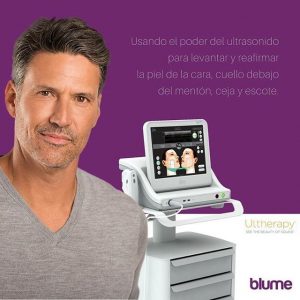 Usando el poder del ultrasonido
para levantar y reafirmar
la piel de la cara, cuello debajo
del mentón, ceja y escote.
Ultherapy
SEE THE BEAUTY OF SOUND
blume